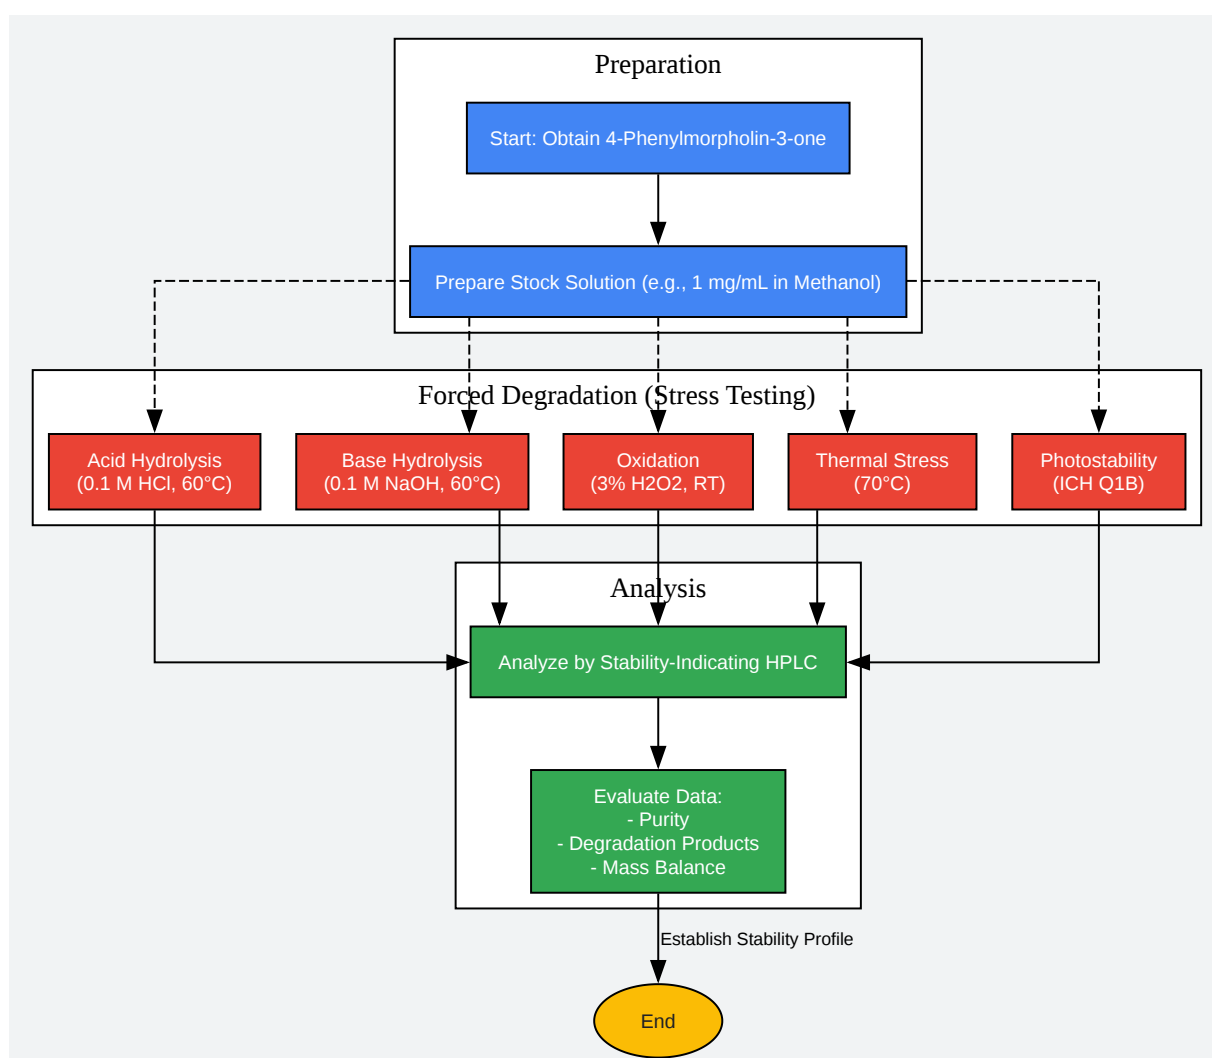 Preparation
Start: Obtain 4-Phenylmorpholin-3-one
Prepare Stock Solution (e.g., 1 mg/mL in Methanol)
Forced Degradation (Stress Testing)
Acid Hydrolysis
(0.1 M HCl, 60°C)
Base Hydrolysis
(0.1 M NaOH, 60°C)
Oxidation
(3% H2O2, RT)
Thermal Stress
(70°C)
Photostability
(ICH Q1B)
Analysis
Analyze by Stability-Indicating HPLC
Evaluate Data:
- Purity
- Degradation Products
- Mass Balance
Establish Stability Profile
End